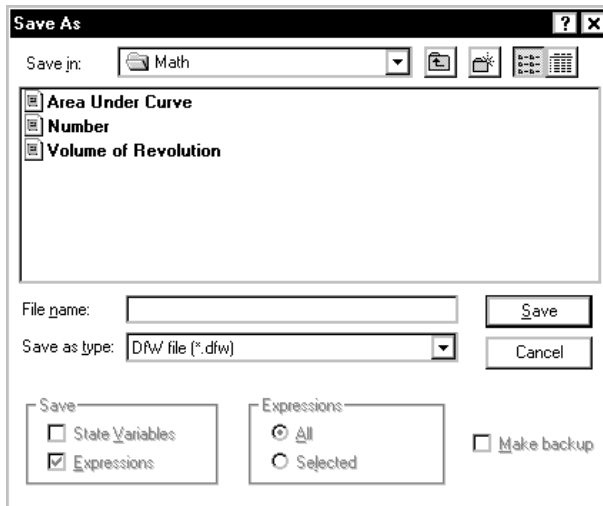 Save As
Save in: Math
Area Under Curve
Number
Volume of Revolution
File name: Save
Save as type: DfW file (*.dfw) Cancel
Save Expressions
State Variables All Make backup
Expressions Selected